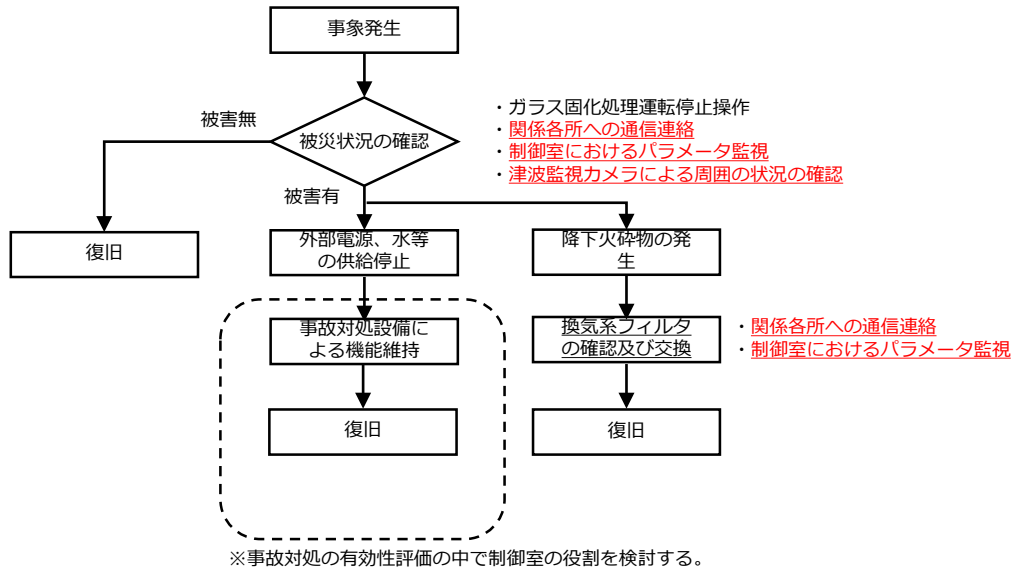 事象発生
被害無
被災状況の確認
・ガラス固化処理運転停止操作
・関係各所への通信連絡
・制御室におけるパラメータ監視
・津波監視カメラによる周囲の状況の確認
被害有
復旧
外部電源、水等
の供給停止
降下火砕物の発
生
事故対処設備に
よる機能維持
換気系フィルタ
の確認及び交換
・関係各所への通信連絡
・制御室におけるパラメータ監視
復旧
復旧
※事故対処の有効性評価の中で制御室の役割を検討する。